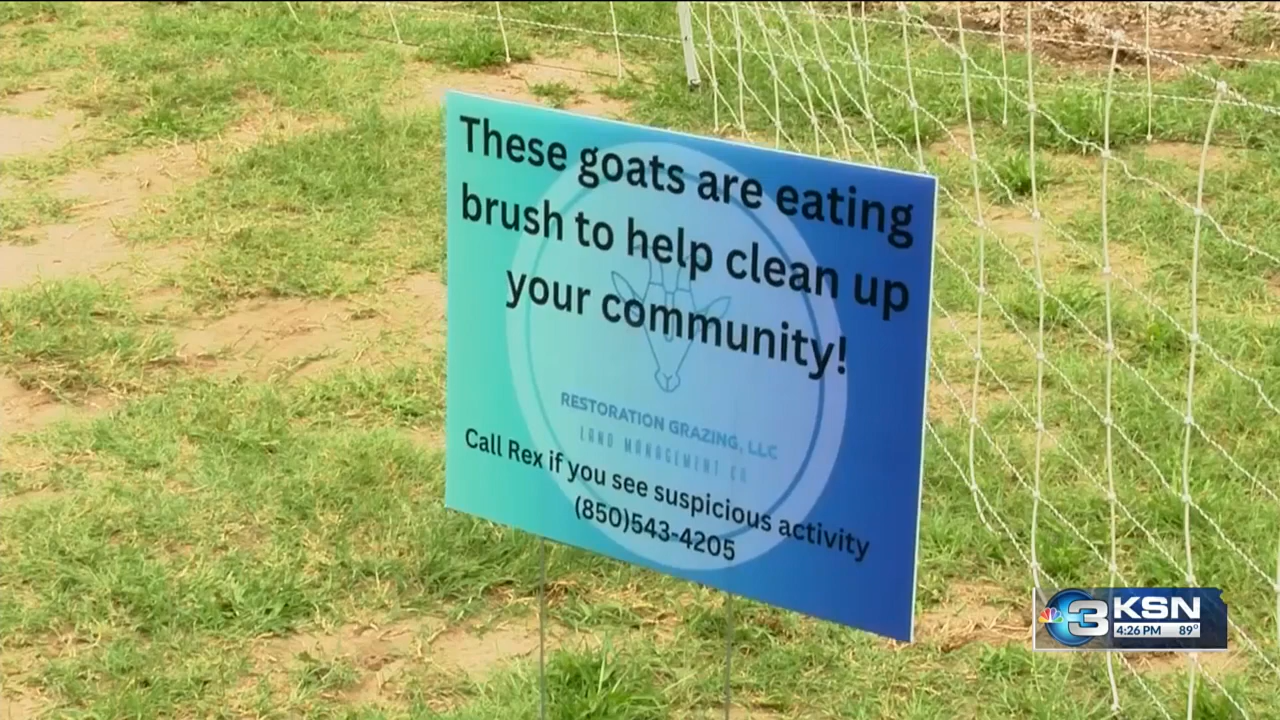 These goats are eating
brush to help clean up
your community!
RESTORATION GRAZING, LLC
LAND MANAGEMENT CO
Call Rex if you see suspicious activity
(850)543-4205
3 KSN
4:26 PM 89°